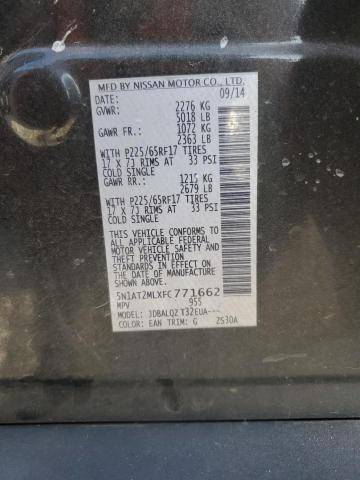 MFD BY NISSAN MOTOR CO., LTD.
DATE: 09/14
GVWR: 2276 KG
5018 LB
GAWR FR: 1072 KG
2363 LB
WITH P225/65RF17 TIRES
17 X 7J RIMS AT 33 PSI
COLD SINGLE
GAWR RR: 1215 KG
2679 LB
WITH P225/65RF17 TIRES
17 X 7J RIMS AT 33 PSI
COLD SINGLE
THIS VEHICLE CONFORMS TO ALL
APPLICABLE FEDERAL MOTOR
VEHICLE SAFETY AND THEFT
PREVENTION STANDARDS IN
EFFECT ON THE DATE OF
MANUFACTURE SHOWN ABOVE.
5N1AT2MLXFC771662
MPV 955
MODEL: JDBALQZ T32EUA---
COLOR: EAN TRIM: G ZS30A